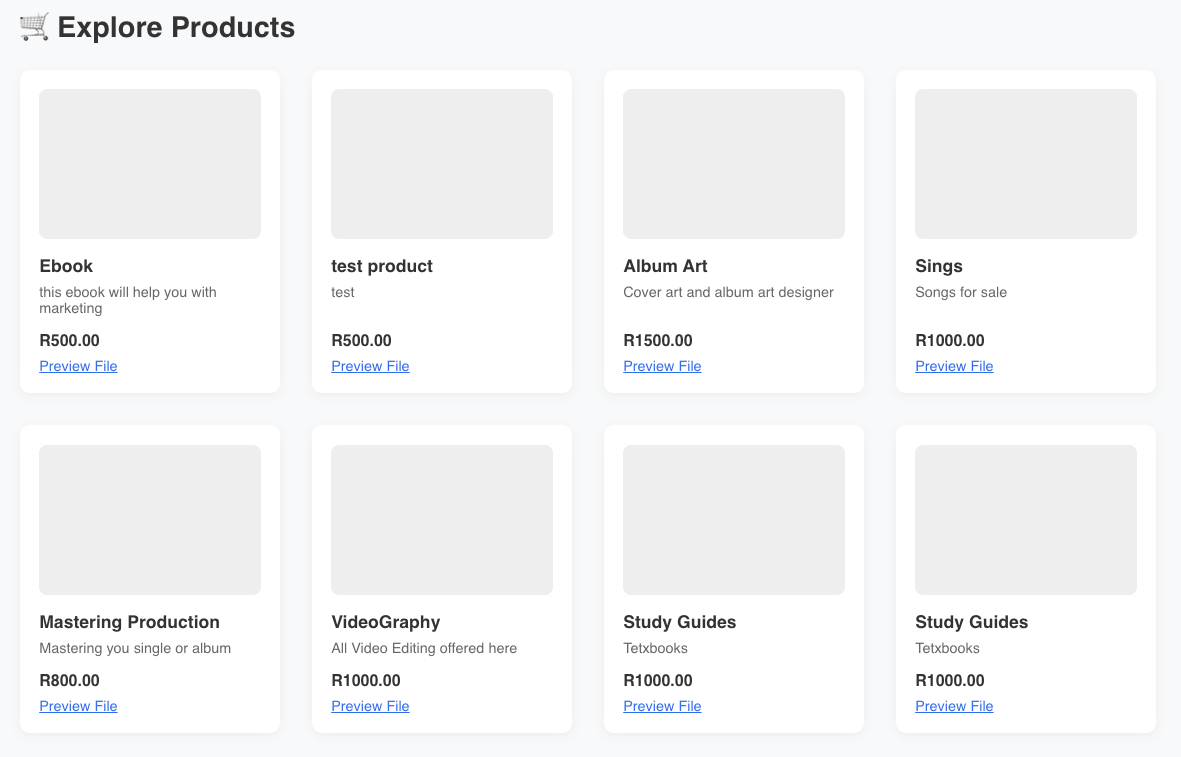 🛒 Explore Products
Ebook
this ebook will help you with
marketing
R500.00
Preview File
test product
test
R500.00
Preview File
Album Art
Cover art and album art designer
R1500.00
Preview File
Sings
Songs for sale
R1000.00
Preview File
Mastering Production
Mastering you single or album
R800.00
Preview File
VideoGraphy
All Video Editing offered here
R1000.00
Preview File
Study Guides
Tetxbooks
R1000.00
Preview File
Study Guides
Tetxbooks
R1000.00
Preview File